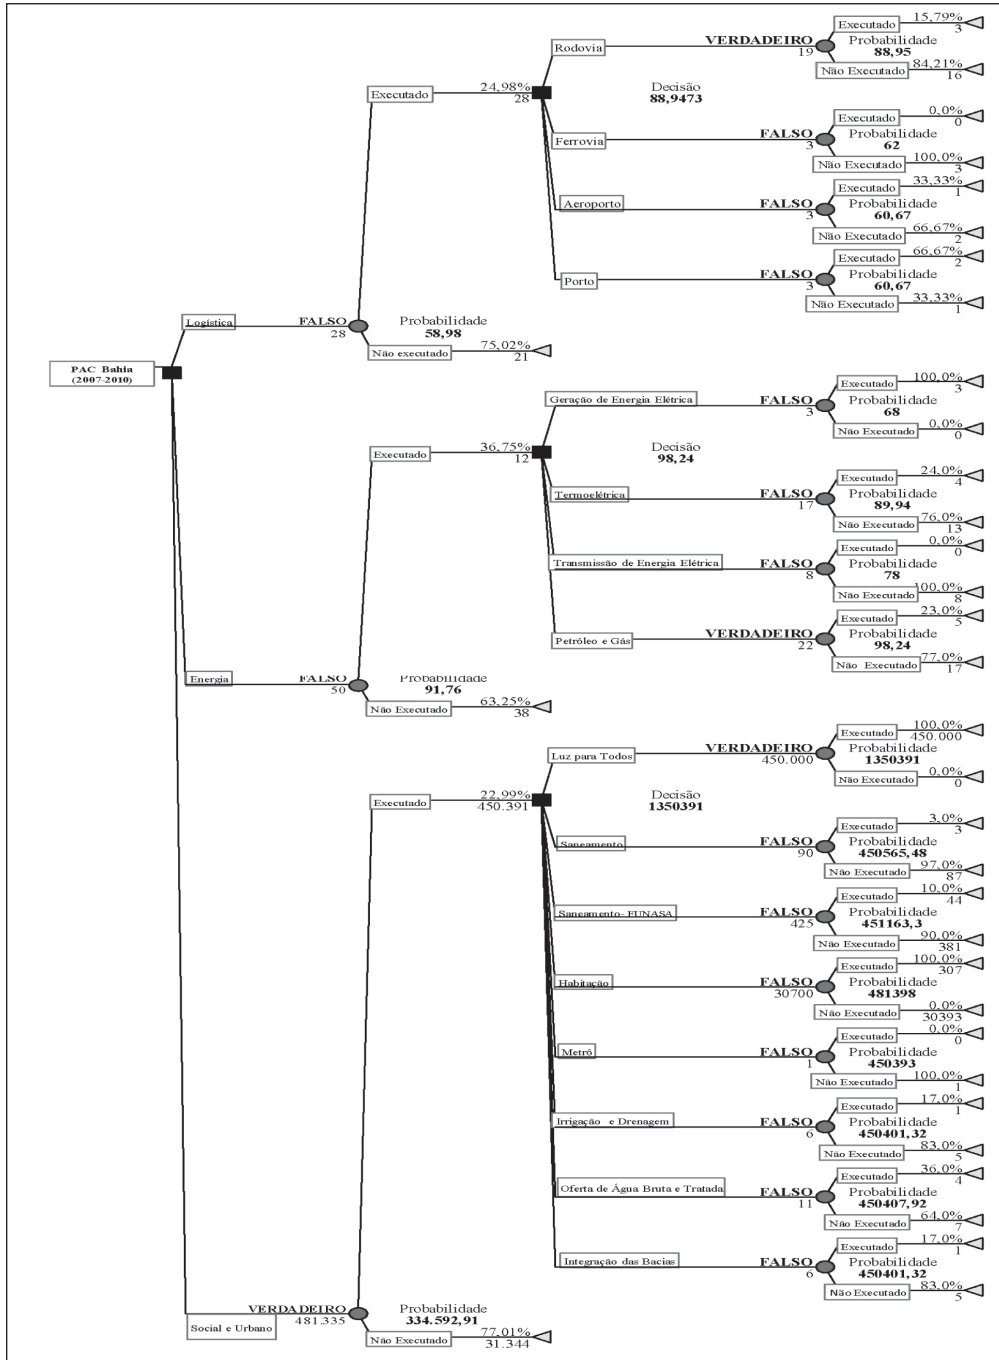 Executado 15,79%
3
Rodovia VERDADEIRO
19
Probabilidade
88,95
Não Executado 84,21%
16
Executado 24,98%
28
Decisão
88,9473
Executado 0,0%
0
Ferrovia FALSO
3
Probabilidade
62
Não Executado 100,0%
3
Executado 33,33%
1
Aeroporto FALSO
3
Probabilidade
60,67
Não Executado 66,67%
2
Executado 66,67%
2
Porto FALSO
3
Probabilidade
60,67
Não Executado 33,33%
1
Logística FALSO
28
Probabilidade
58,98
Não executado 75,02%
21
PAC Bahia
(2007-2010)
Executado 100,0%
3
Geração de Energia Elétrica FALSO
3
Probabilidade
68
Não Executado 0,0%
0
Executado 36,75%
12
Decisão
98,24
Executado 24,0%
4
Termoelétrica FALSO
17
Probabilidade
89,94
Não Executado 76,0%
13
Executado 0,0%
0
Transmissão de Energia Elétrica FALSO
8
Probabilidade
78
Não Executado 100,0%
8
Executado 23,0%
5
Petróleo e Gás VERDADEIRO
22
Probabilidade
98,24
Não Executado 77,0%
17
Energia FALSO
50
Probabilidade
91,76
Não Executado 63,25%
38
Executado 100,0%
450.000
Luz para Todos VERDADEIRO
450.000
Probabilidade
1350391
Não Executado 0,0%
0
Executado 22,99%
450.391
Decisão
1350391
Executado 3,0%
3
Saneamento FALSO
90
Probabilidade
450565,48
Não Executado 97,0%
87
Executado 10,0%
44
Saneamento- FUNASA FALSO
425
Probabilidade
451163,3
Não Executado 90,0%
381
Executado 100,0%
307
Habitação FALSO
30700
Probabilidade
481398
Não Executado 0,0%
30393
Executado 0,0%
0
Metrô FALSO
1
Probabilidade
450393
Não Executado 100,0%
1
Executado 17,0%
1
Irrigação e Drenagem FALSO
6
Probabilidade
450401,32
Não Executado 83,0%
5
Executado 36,0%
4
Oferta de Água Bruta e Tratada FALSO
11
Probabilidade
450407,92
Não Executado 64,0%
7
Executado 17,0%
1
Integração das Bacias FALSO
6
Probabilidade
450401,32
Não Executado 83,0%
5
Social e Urbano VERDADEIRO
481.335
Probabilidade
334.592,91
Não Executado 77,01%
31.344